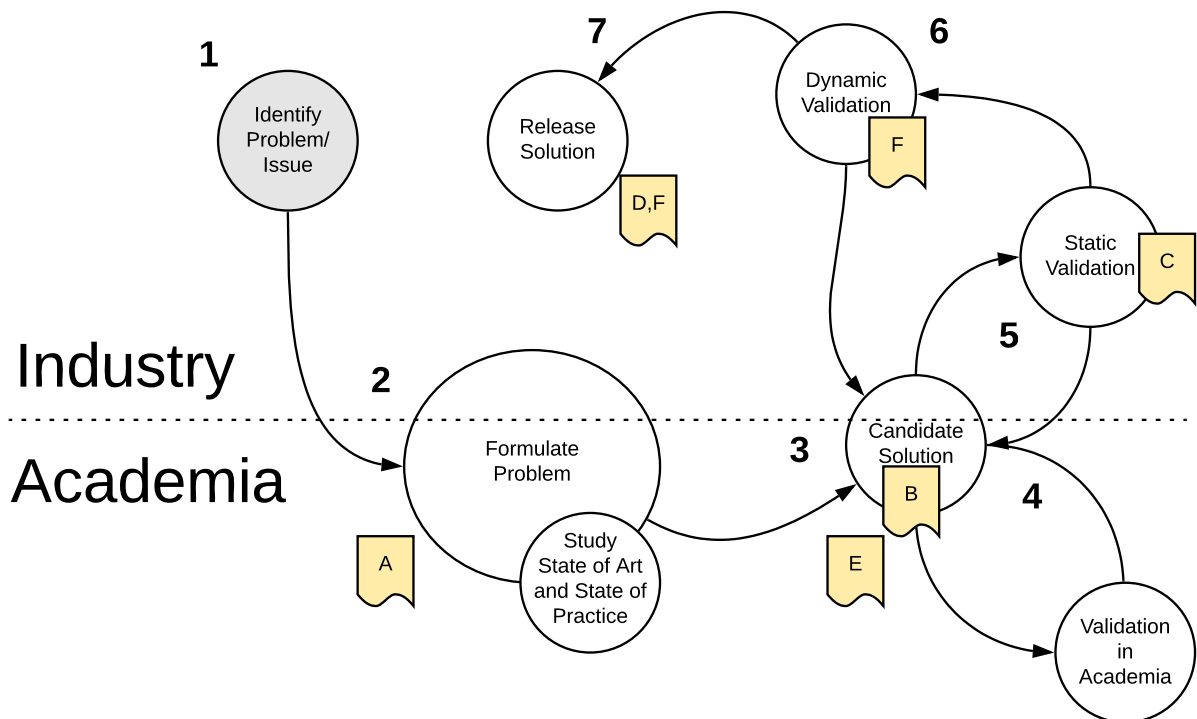 1
Identify
Problem/
Issue
7
Release
Solution
D,F
6
Dynamic
Validation
F
Static
Validation
C
5
Industry
Academia
2
Formulate
Problem
Study
State of Art
and State of
Practice
A
3
Candidate
Solution
B
E
4
Validation
in
Academia